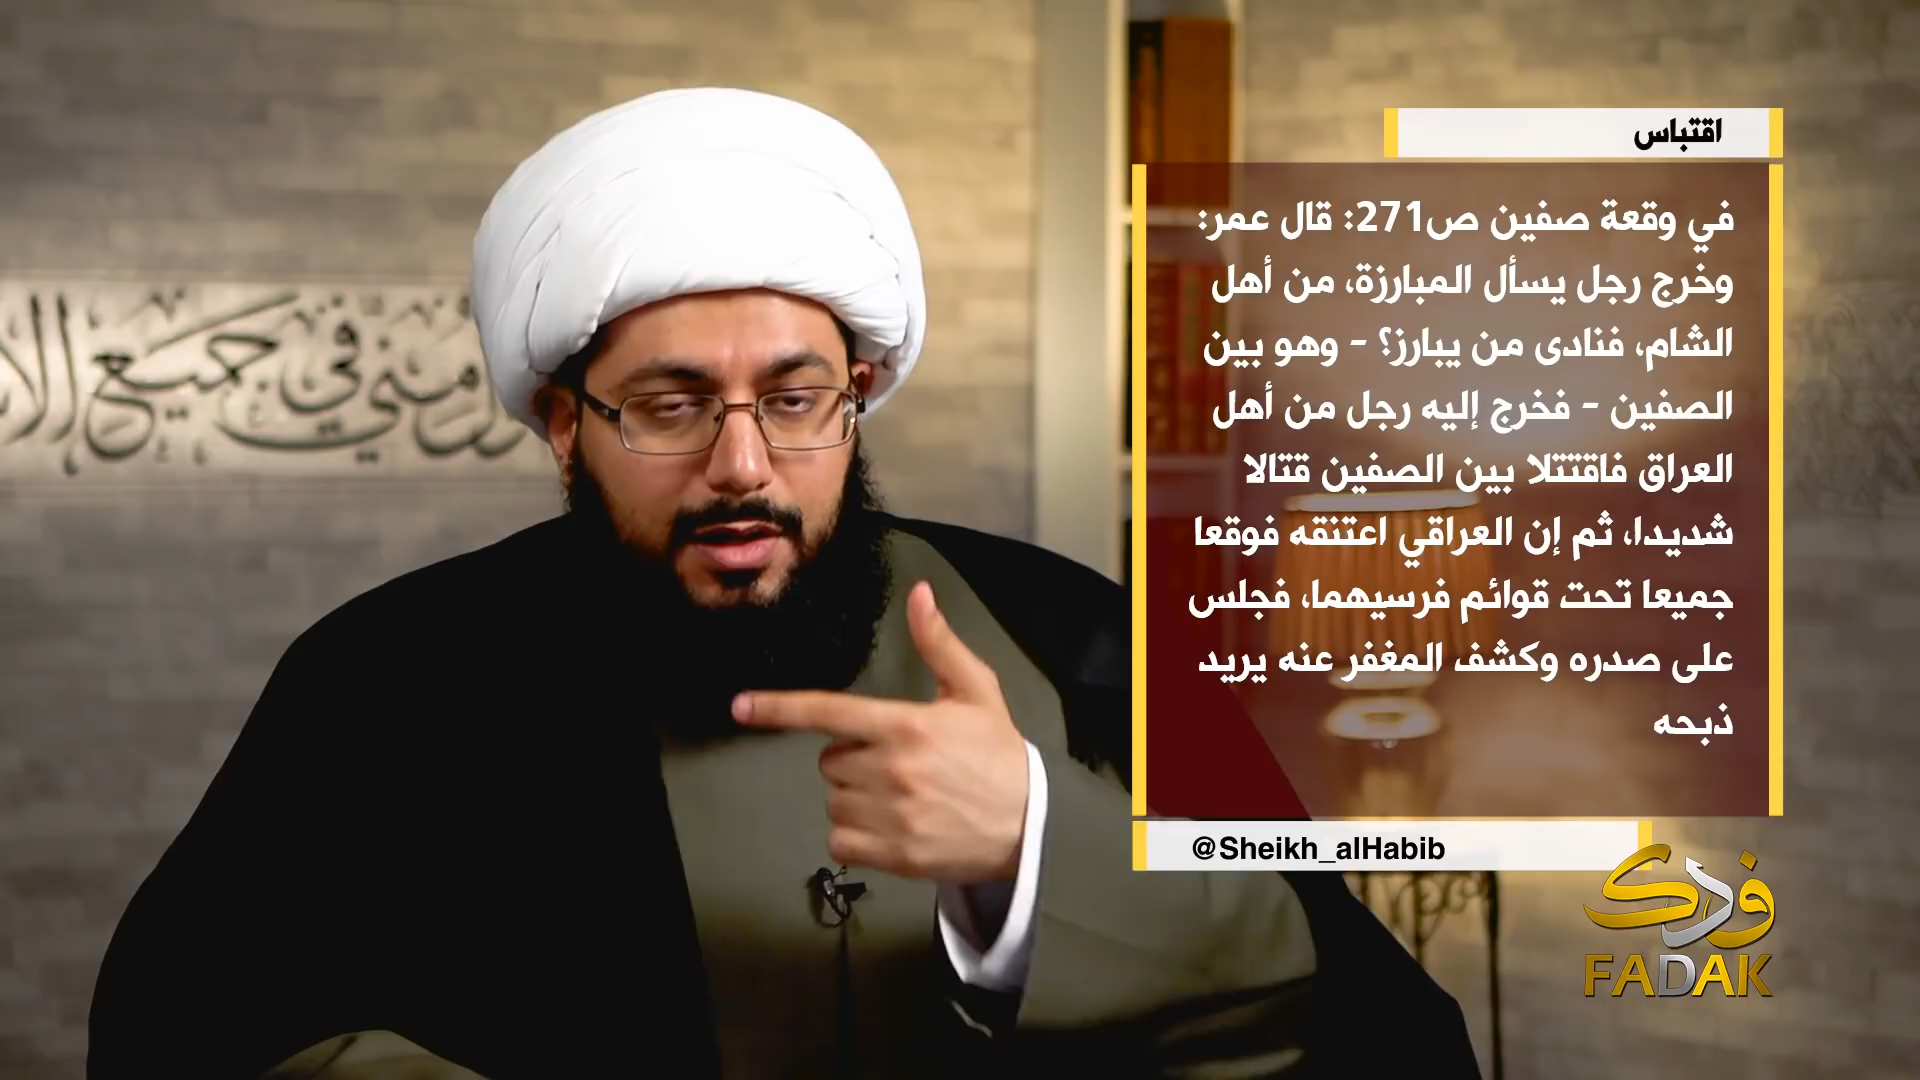 اقتباس
في وقعة صفين ص271: قال عمر:
وخرج رجل يسأل المبارزة، من أهل
الشام، فنادى من يبارز؟ - وهو بين
الصفين - فخرج إليه رجل من أهل
العراق فاقتتلا بين الصفين قتالا
شديدا، ثم إن العراقي اعتنقه فوقعا
جميعا تحت قوائم فرسيهما، فجلس
على صدره وكشف المغفر عنه يريد
ذبحه
@Sheikh_alHabib
فدك
FADAK
في جميع